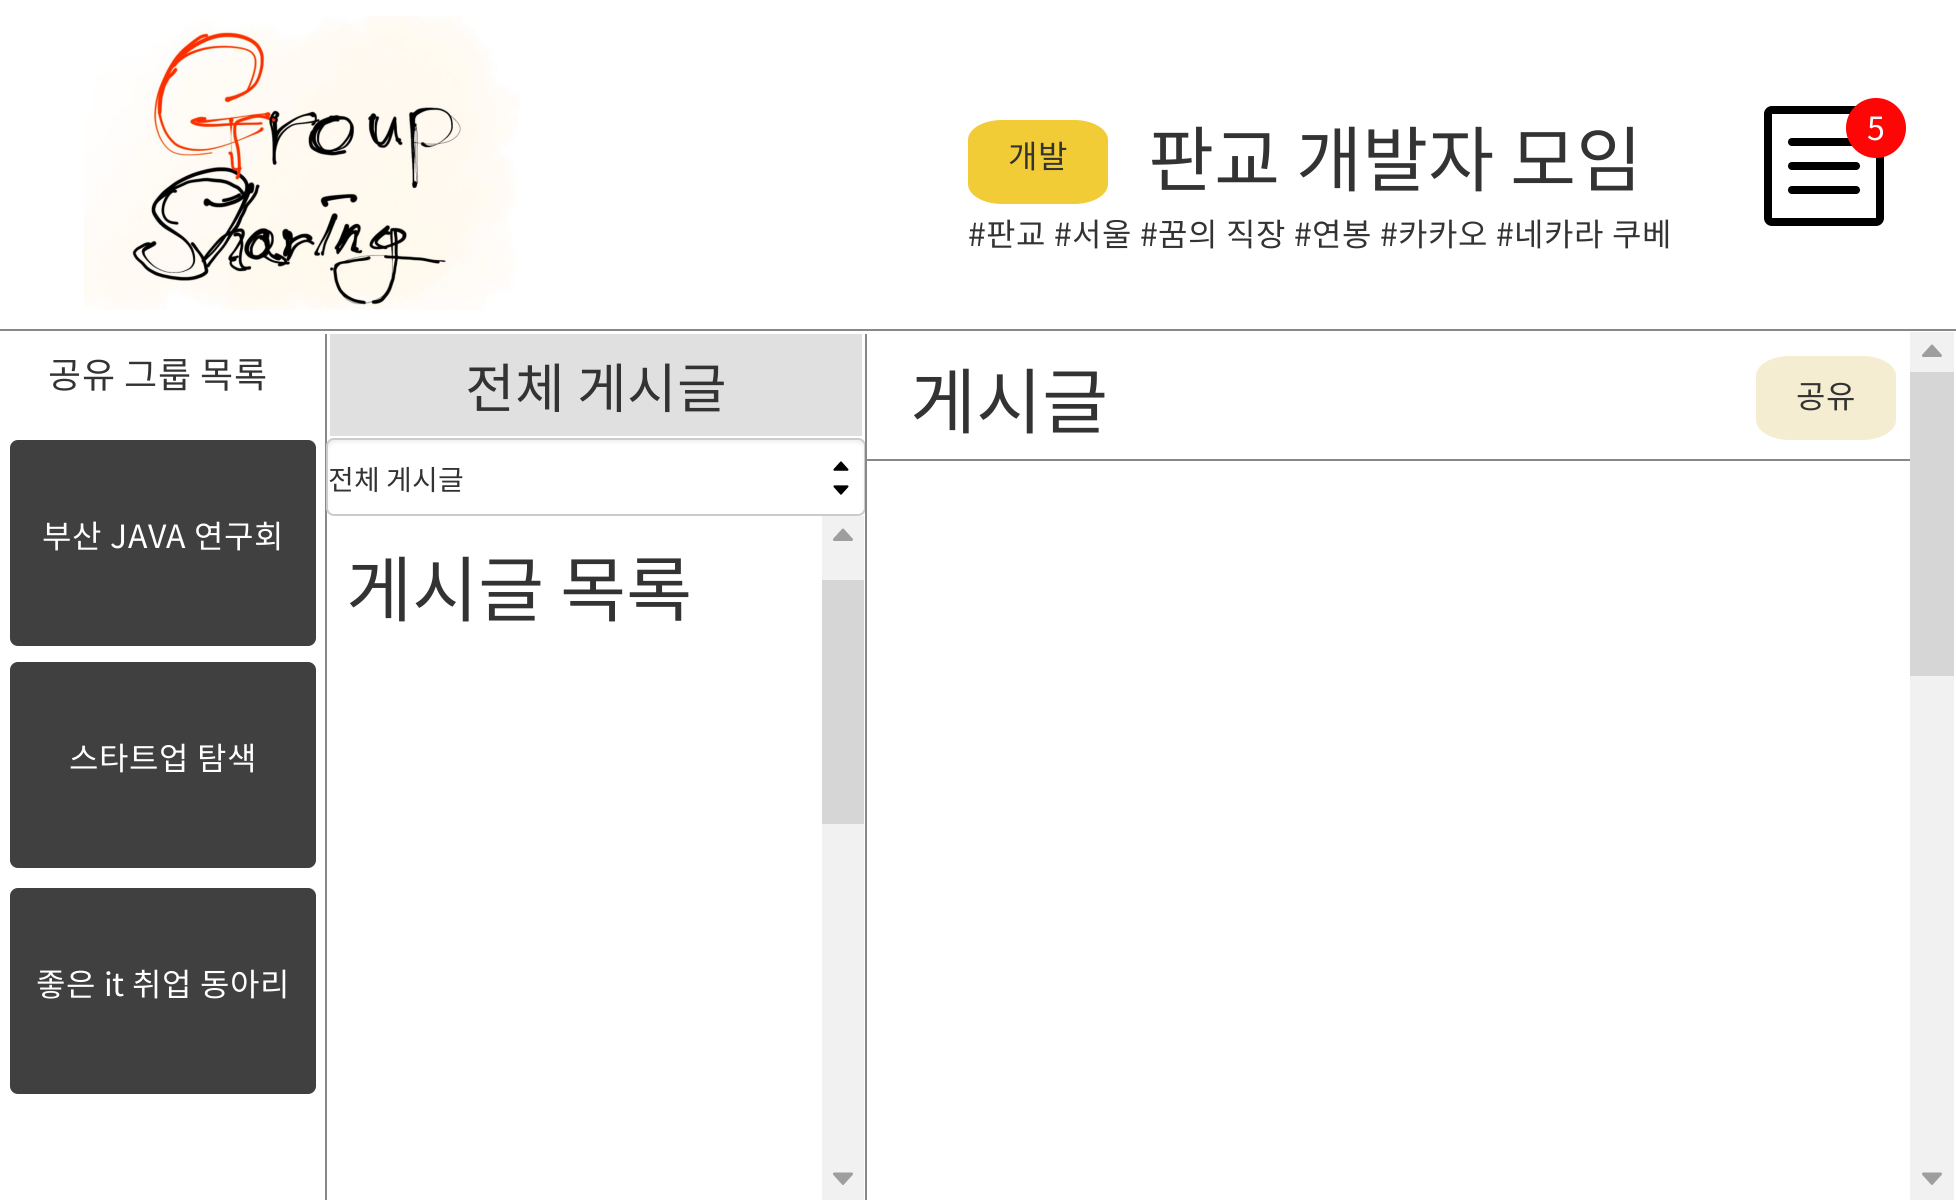 Group
Sharing
개발
판교 개발자 모임
5
#판교 #서울 #꿈의 직장 #연봉 #카카오 #네카라 쿠베
공유 그룹 목록
부산 JAVA 연구회
스타트업 탐색
좋은 it 취업 동아리
전체 게시글
전체 게시글
게시글 목록
게시글
공유